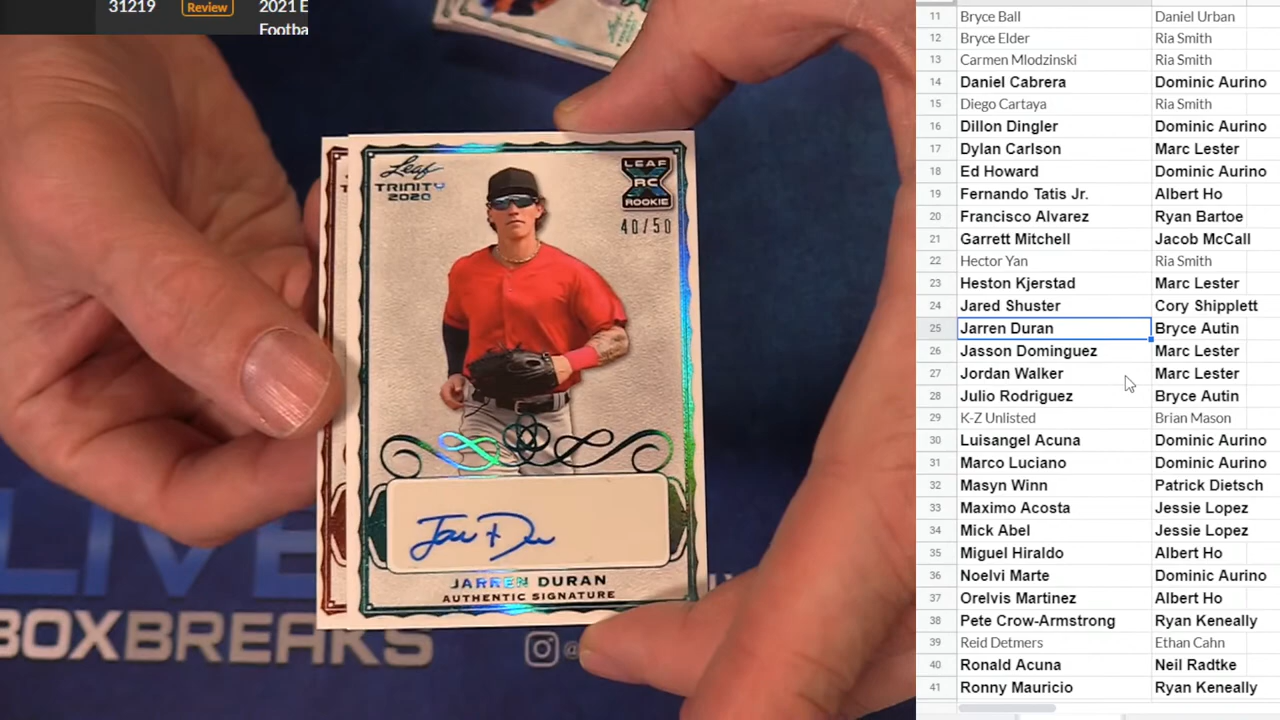 31219
Review
2021 E
Footba
Leaf
TRINITY
2020
LEAF
X
RC
ROOKIE
40/50
JARREN DURAN
AUTHENTIC SIGNATURE
LIVE
BOXBREAKS
@
11 Bryce Ball Daniel Urban
12 Bryce Elder Ria Smith
13 Carmen Mlodzinski Ria Smith
14 Daniel Cabrera Dominic Aurino
15 Diego Cartaya Ria Smith
16 Dillon Dingler Dominic Aurino
17 Dylan Carlson Marc Lester
18 Ed Howard Dominic Aurino
19 Fernando Tatis Jr. Albert Ho
20 Francisco Alvarez Ryan Bartoe
21 Garrett Mitchell Jacob McCall
22 Hector Yan Ria Smith
23 Heston Kjerstad Marc Lester
24 Jared Shuster Cory Shipplett
25 Jarren Duran Bryce Autin
26 Jasson Dominguez Marc Lester
27 Jordan Walker Marc Lester
28 Julio Rodriguez Bryce Autin
29 K-Z Unlisted Brian Mason
30 Luisangel Acuna Dominic Aurino
31 Marco Luciano Dominic Aurino
32 Masyn Winn Patrick Dietsch
33 Maximo Acosta Jessie Lopez
34 Mick Abel Jessie Lopez
35 Miguel Hiraldo Albert Ho
36 Noelvi Marte Dominic Aurino
37 Orelvis Martinez Albert Ho
38 Pete Crow-Armstrong Ryan Keneally
39 Reid Detmers Ethan Cahn
40 Ronald Acuna Neil Radtke
41 Ronny Mauricio Ryan Keneally